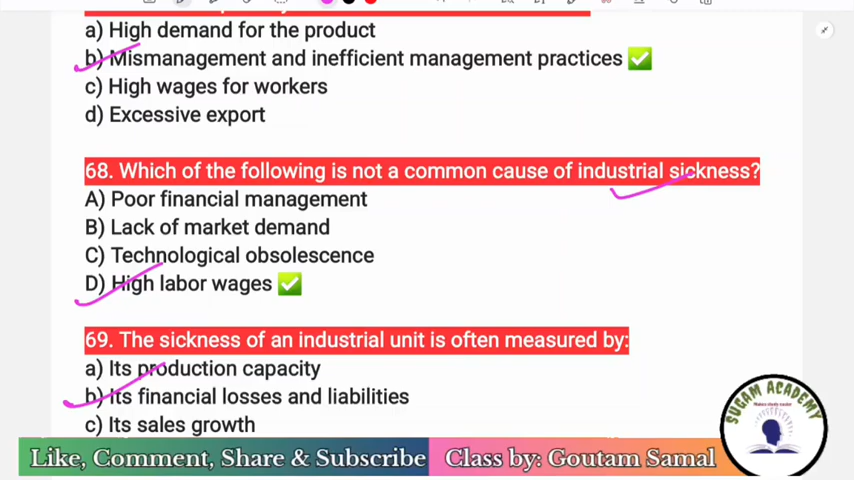 a) High demand for the product
b) Mismanagement and inefficient management practices ✅
c) High wages for workers
d) Excessive export
68. Which of the following is not a common cause of industrial sickness?
A) Poor financial management
B) Lack of market demand
C) Technological obsolescence
D) High labor wages ✅
69. The sickness of an industrial unit is often measured by:
a) Its production capacity
b) Its financial losses and liabilities
c) Its sales growth
SUGAM ACADEMY
Makes study easier
Like, Comment, Share & Subscribe
Class by: Goutam Samal